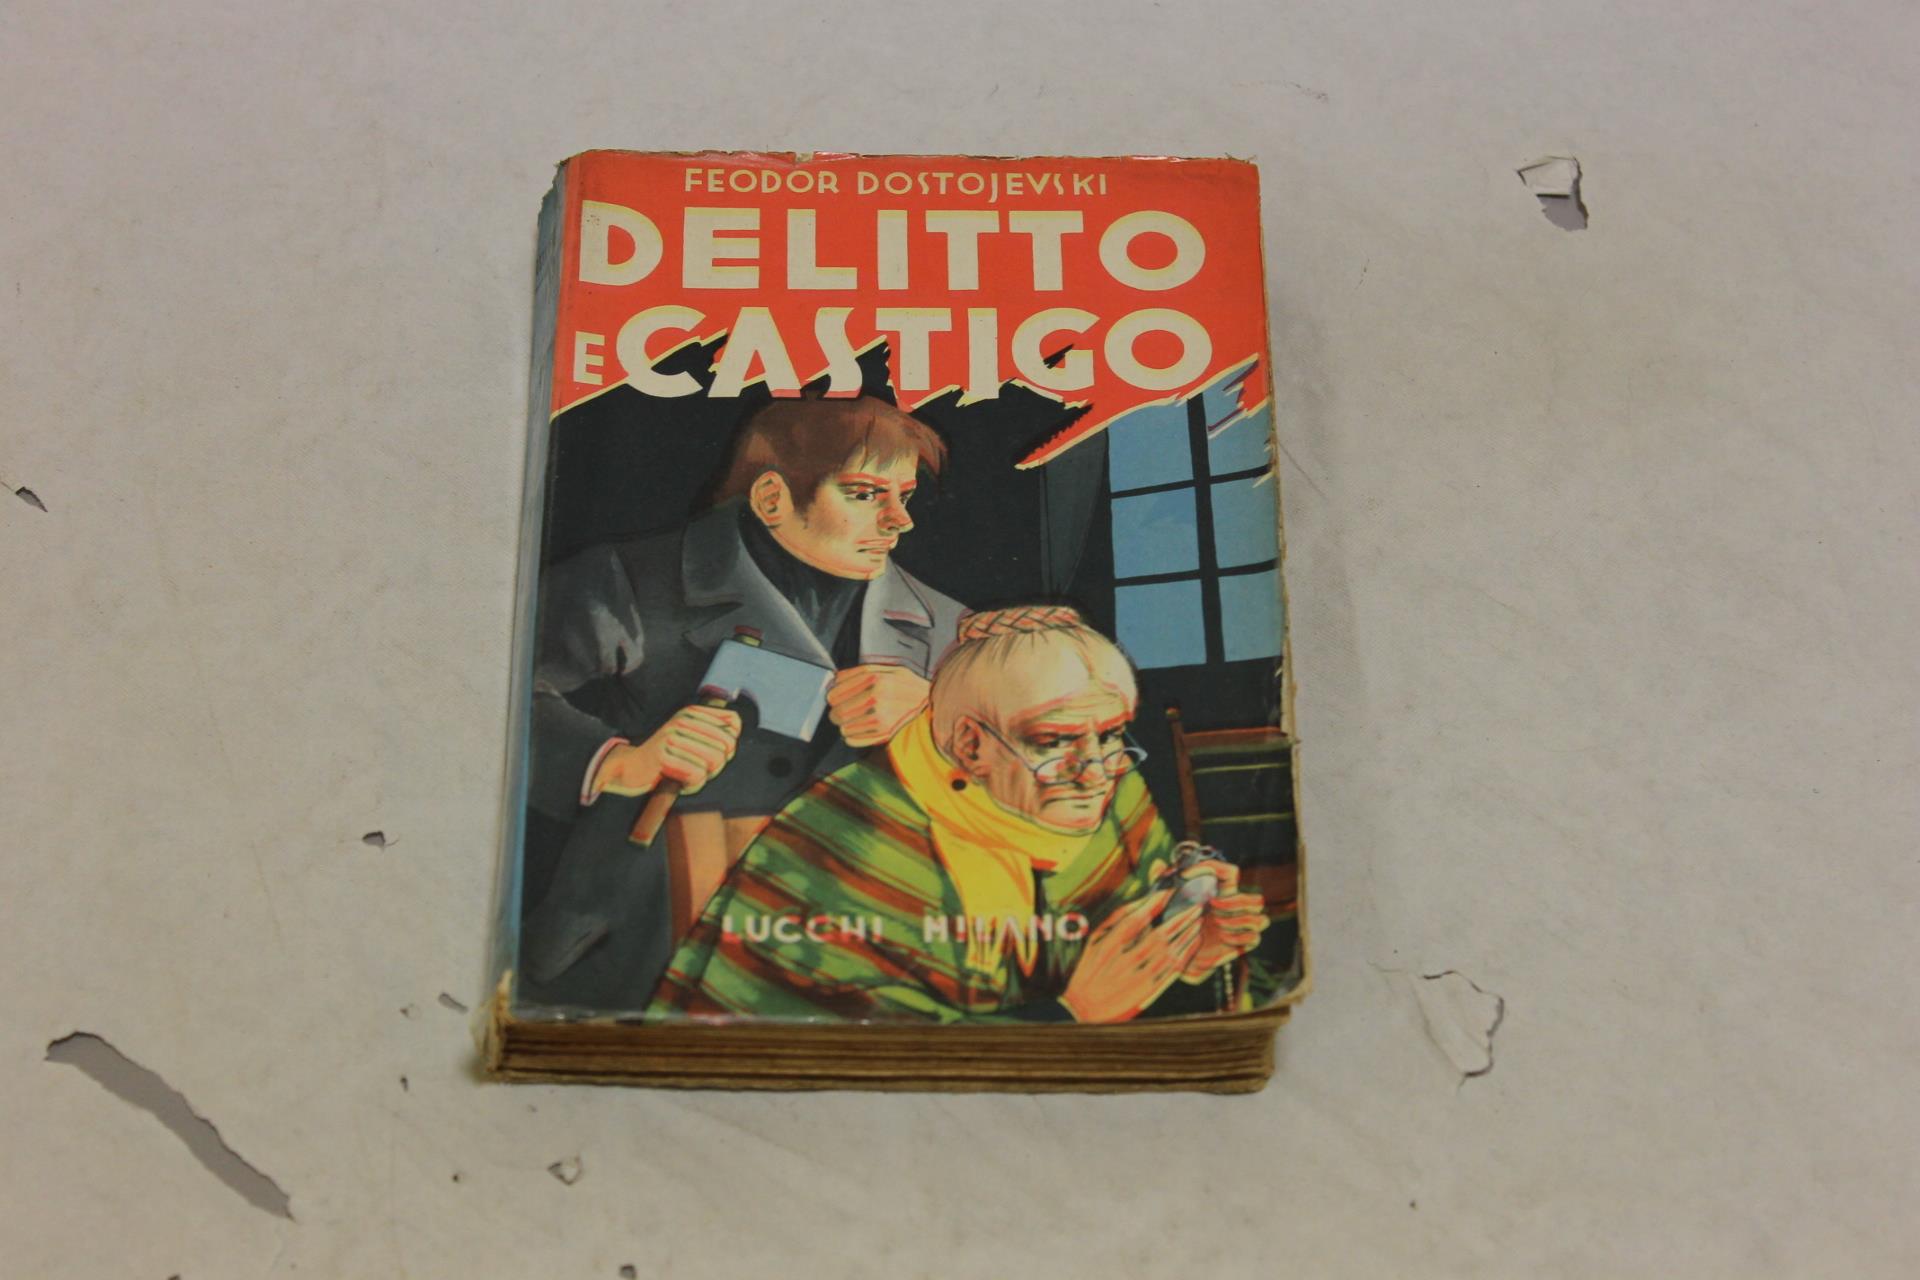 FEODOR DOSTOJEVSKI
DELITTO
E CASTIGO
LUCCHI MILANO